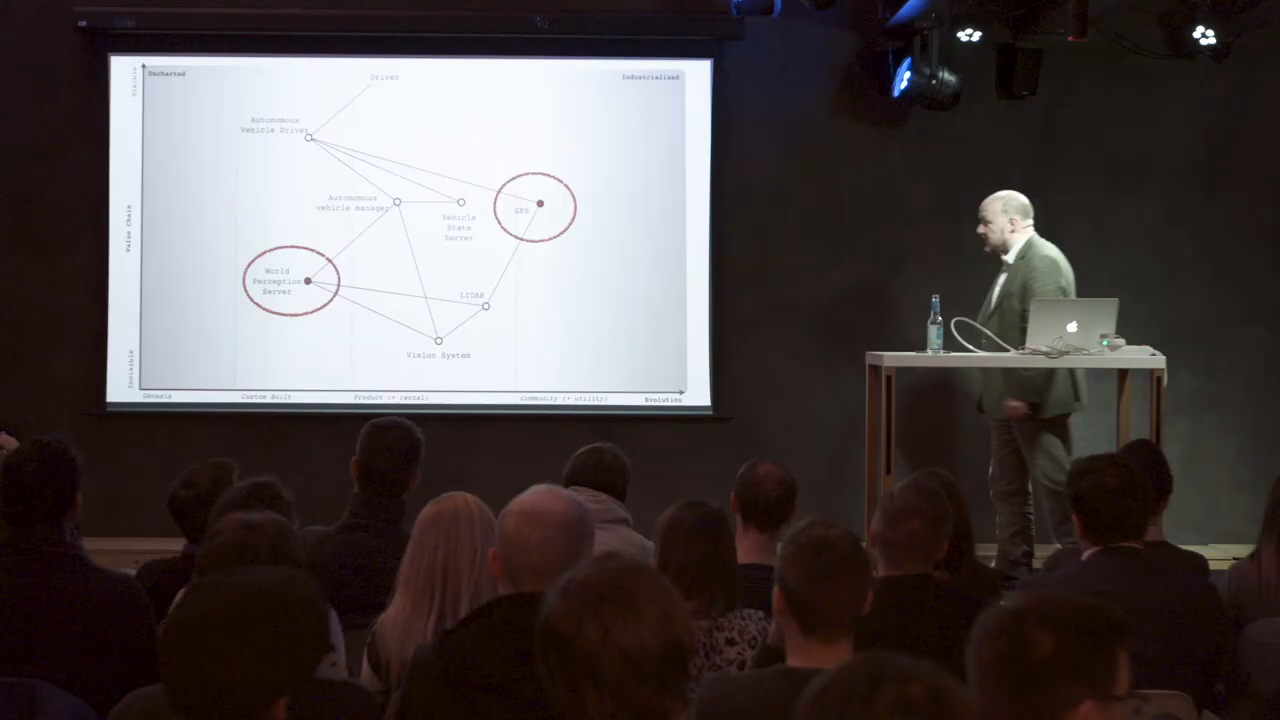 Visible
Uncharted
Industrialised
Driver
Autonomous
Vehicle Driver
Autonomous
vehicle manager
Vehicle
State
Server
GPS
Value Chain
World
Perception
Server
LIDAR
Vision System
Invisible
Genesis
Custom Built
Product (+ rental)
Commodity (+ utility)
Evolution